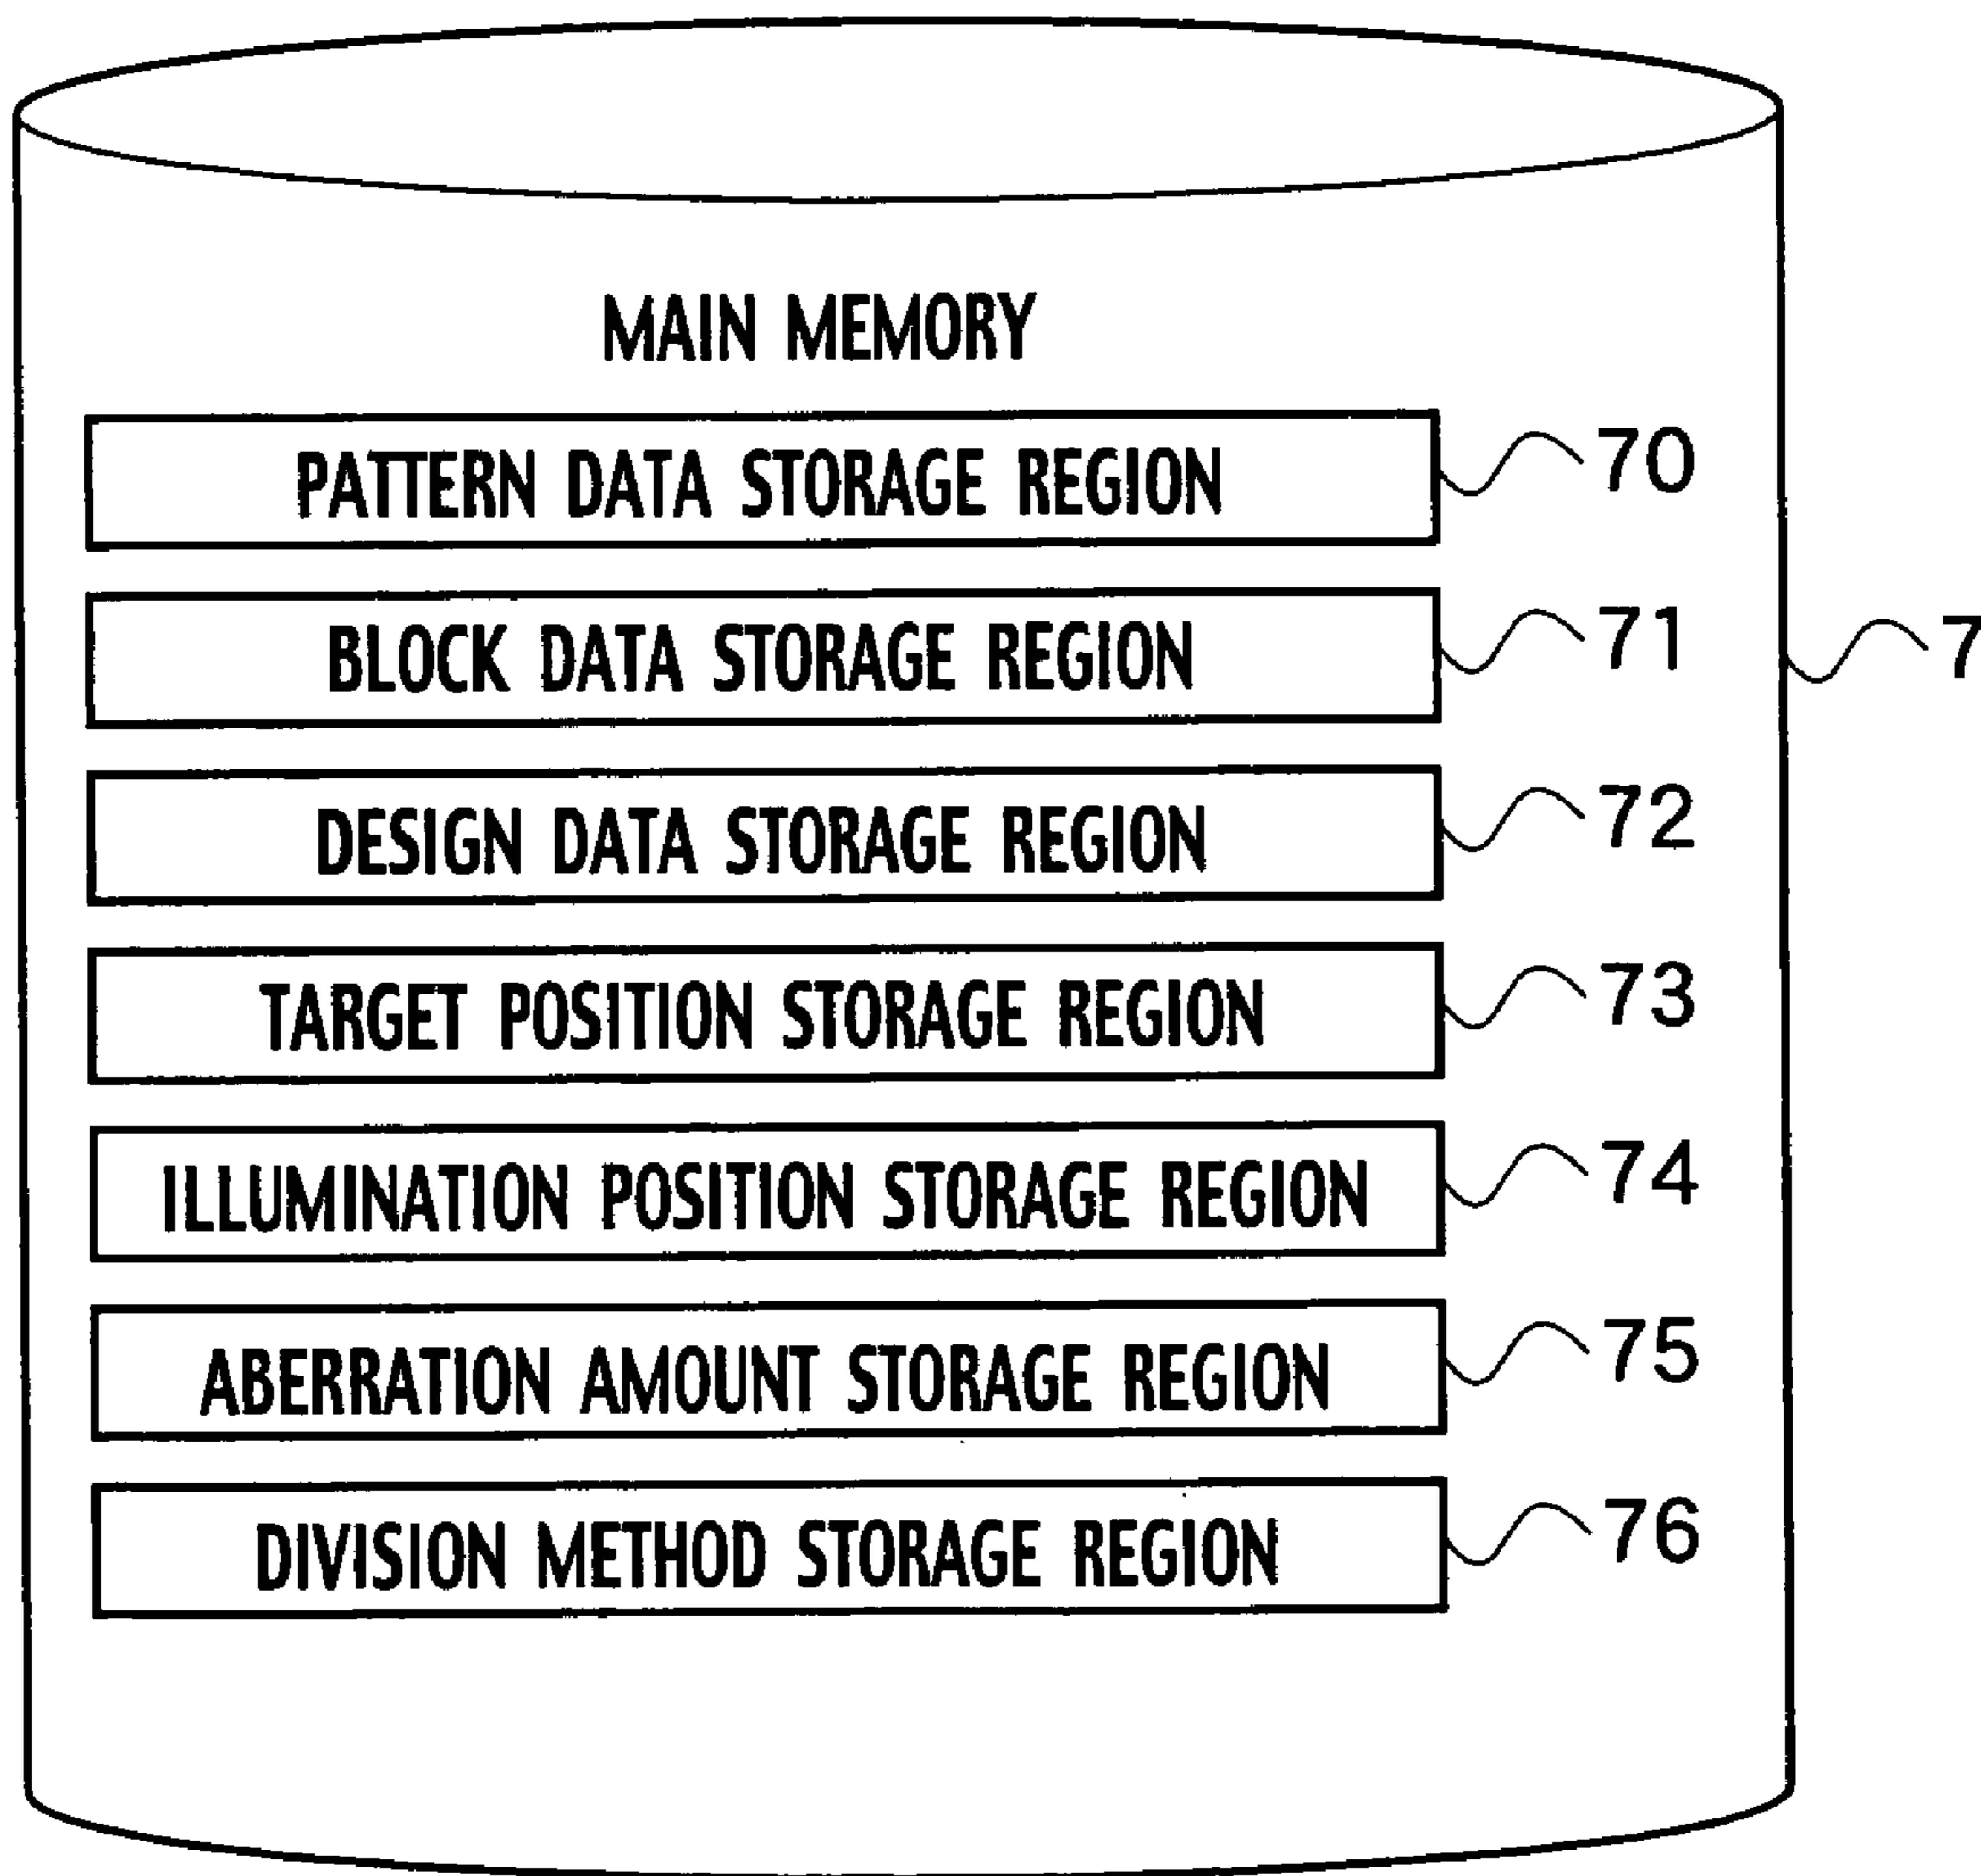 MAIN MEMORY
PATTERN DATA STORAGE REGION 70
BLOCK DATA STORAGE REGION 71
7
DESIGN DATA STORAGE REGION 72
TARGET POSITION STORAGE REGION 73
ILLUMINATION POSITION STORAGE REGION 74
ABERRATION AMOUNT STORAGE REGION 75
DIVISION METHOD STORAGE REGION 76